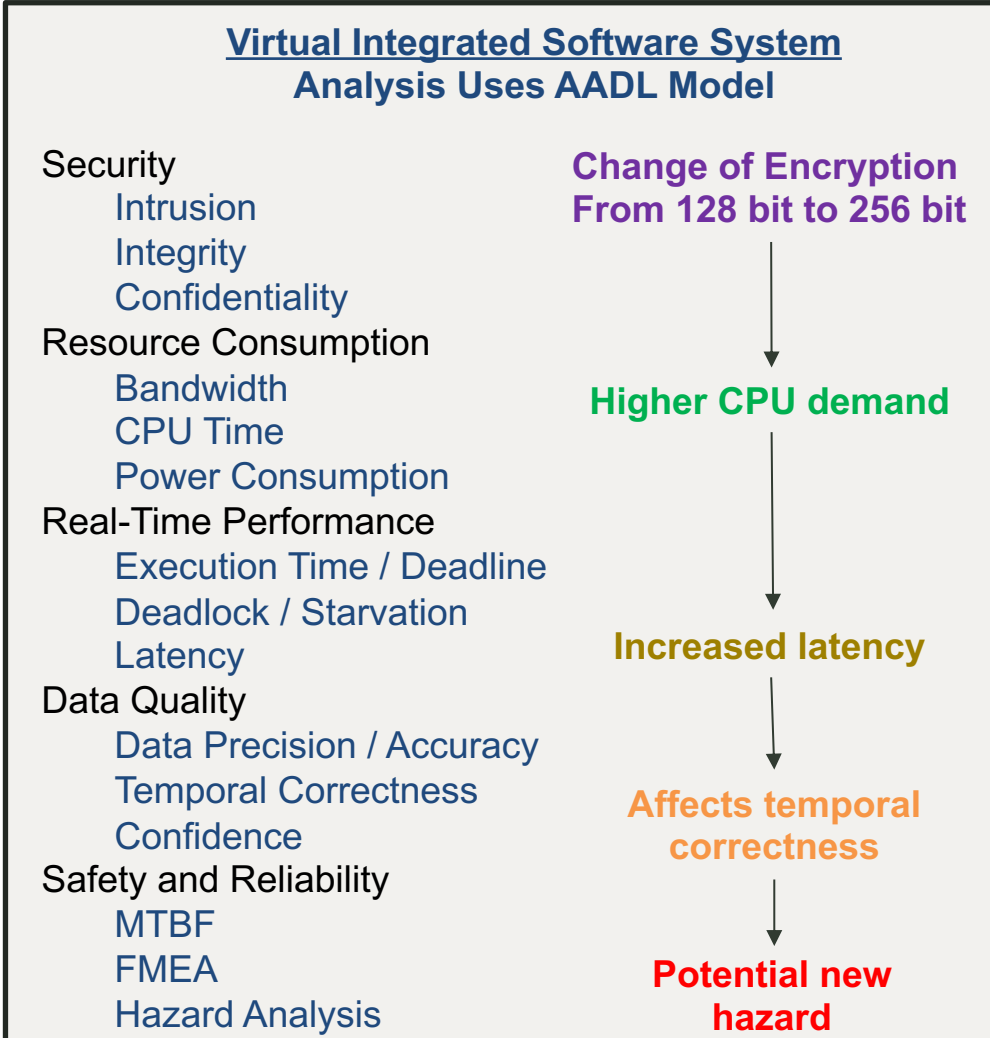 Virtual Integrated Software System
Analysis Uses AADL Model
Security
Intrusion
Integrity
Confidentiality
Resource Consumption
Bandwidth
CPU Time
Power Consumption
Real-Time Performance
Execution Time / Deadline
Deadlock / Starvation
Latency
Data Quality
Data Precision / Accuracy
Temporal Correctness
Confidence
Safety and Reliability
MTBF
FMEA
Hazard Analysis
Change of Encryption
From 128 bit to 256 bit
Higher CPU demand
Increased latency
Affects temporal
correctness
Potential new
hazard